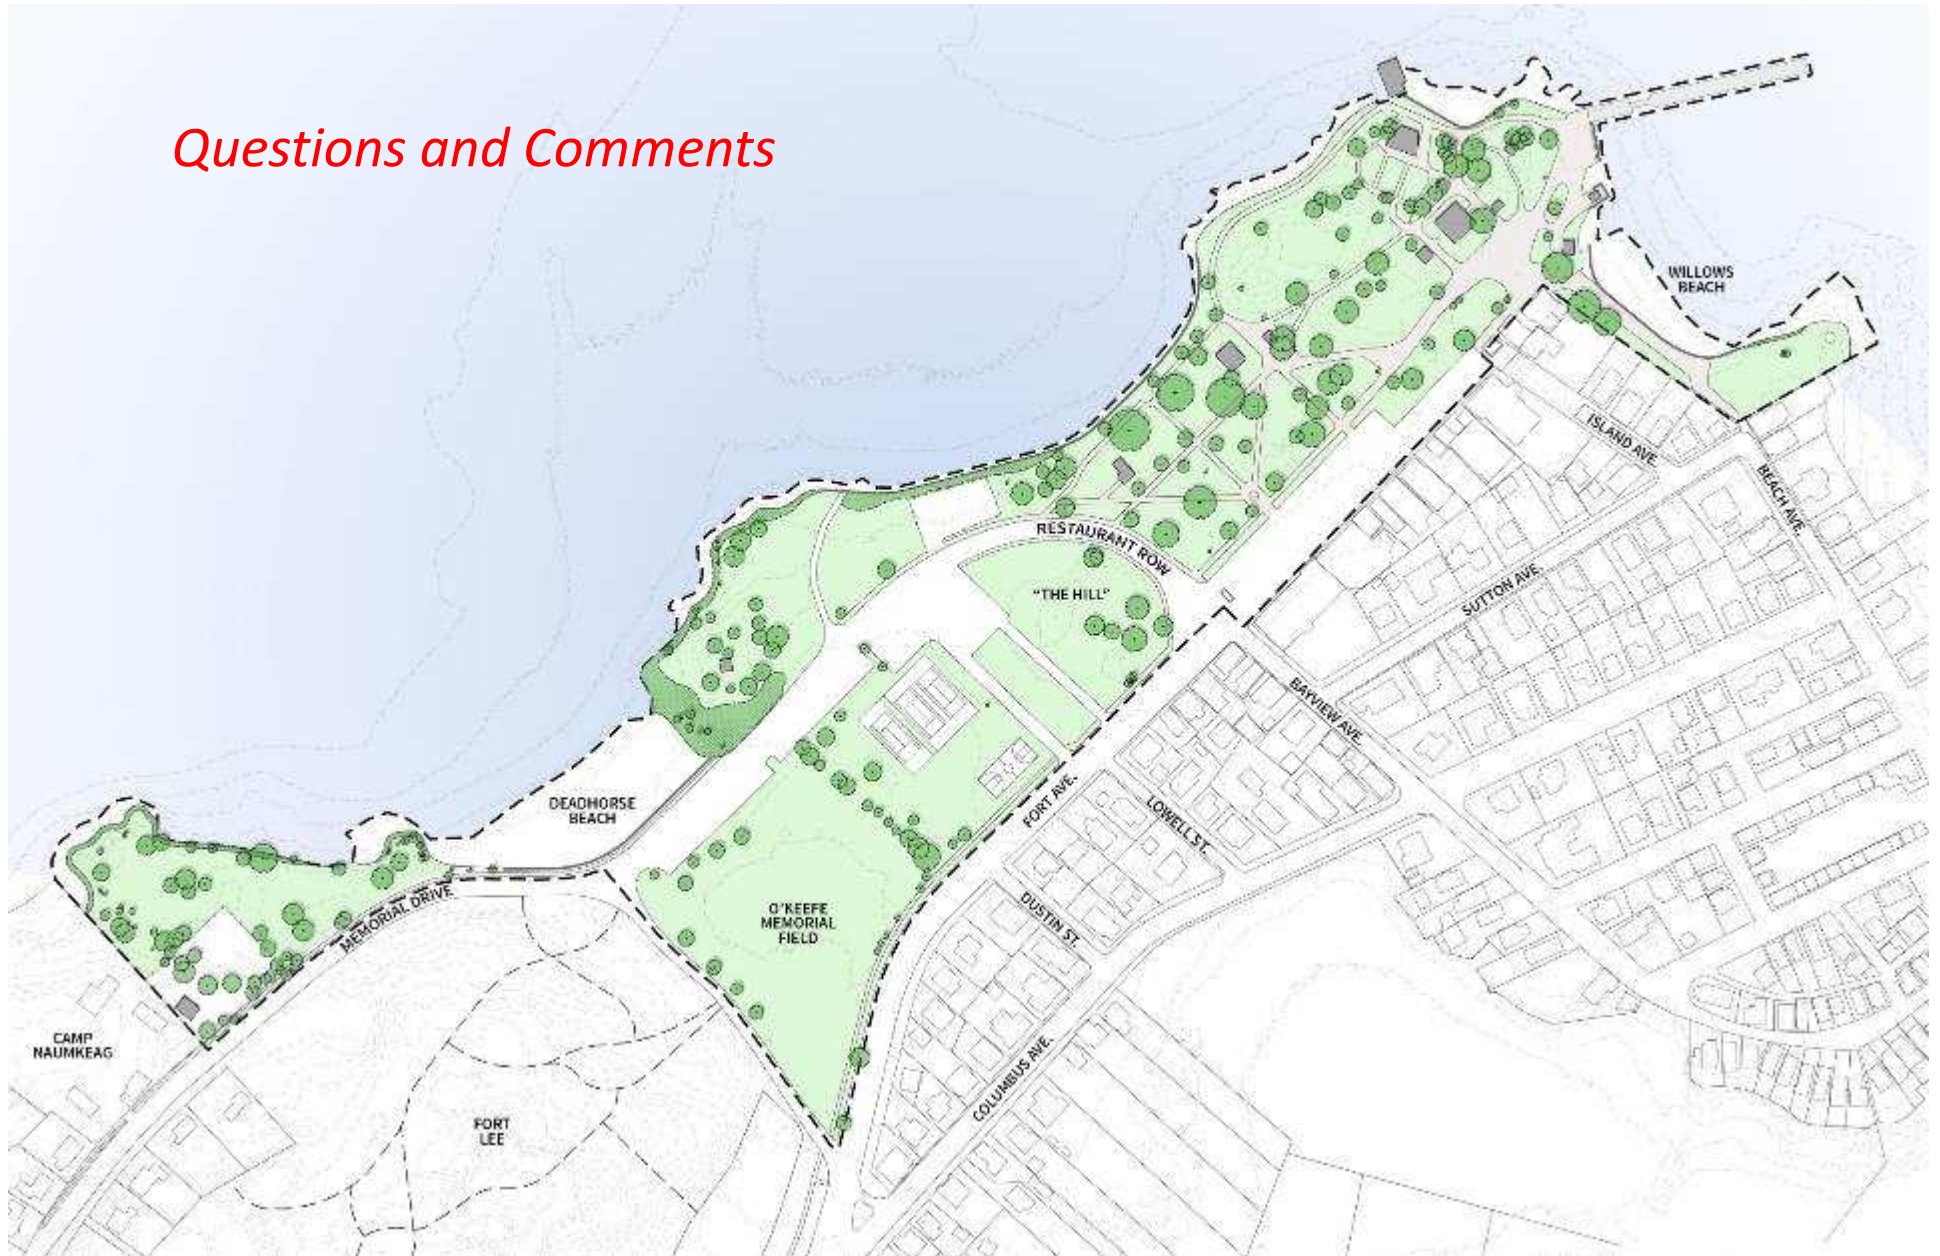 Questions and Comments
WILLOWS
BEACH
ISLAND AVE.
BEACH AVE.
RESTAURANT ROW
"THE HILL"
SUTTON AVE.
BAYVIEW AVE.
DEADHORSE
BEACH
FORT AVE.
LOWELL ST.
MEMORIAL DRIVE
O'KEEFE
MEMORIAL
FIELD
DUSTIN ST.
CAMP
NAUMKEAG
COLUMBUS AVE.
FORT
LEE